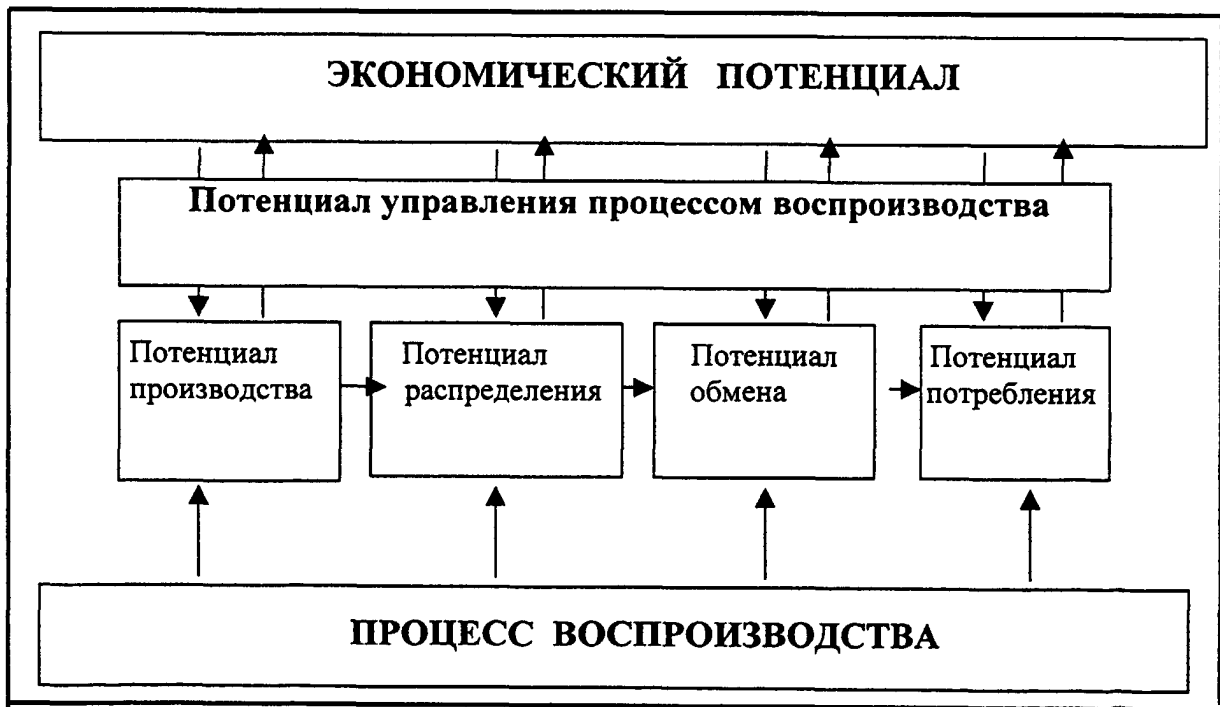 ЭКОНОМИЧЕСКИЙ ПОТЕНЦИАЛ
Потенциал управления процессом воспроизводства
Потенциал
производства
Потенциал
распределения
Потенциал
обмена
Потенциал
потребления
ПРОЦЕСС ВОСПРОИЗВОДСТВА